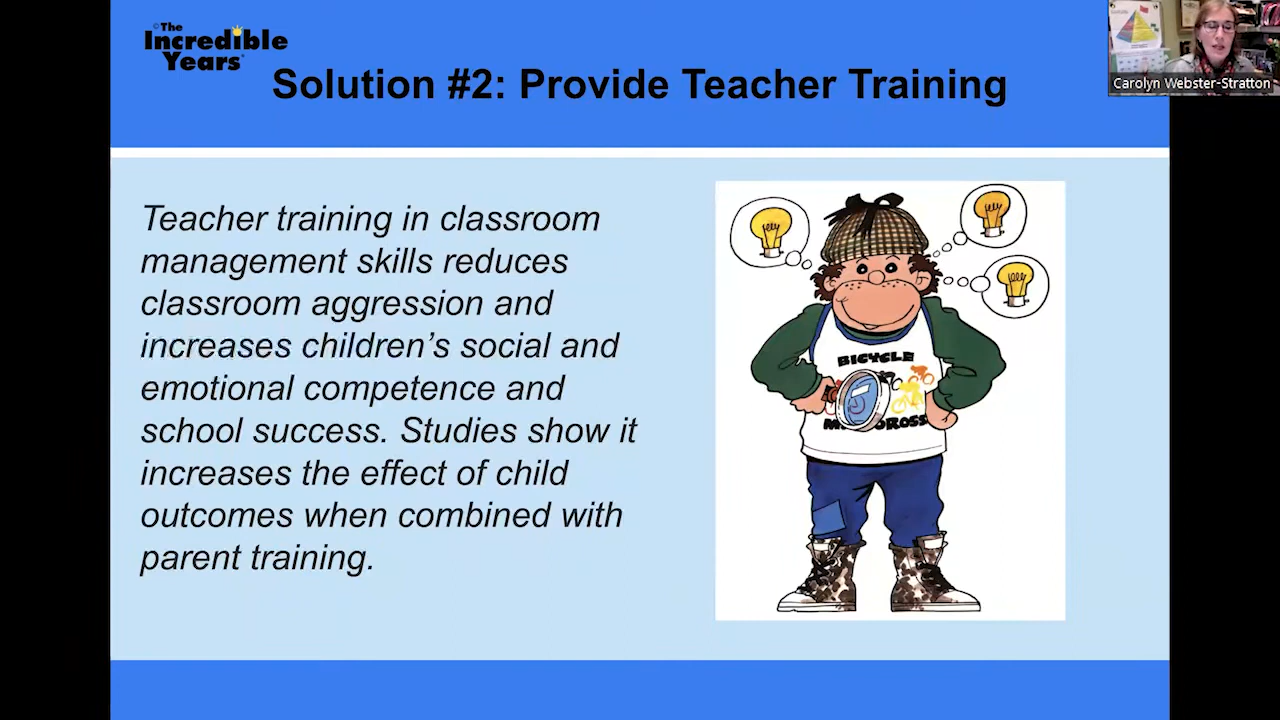 ©The
Incredible
Years®
Solution #2: Provide Teacher Training
Carolyn Webster-Stratton
Teacher training in classroom
management skills reduces
classroom aggression and
increases children’s social and
emotional competence and
school success. Studies show it
increases the effect of child
outcomes when combined with
parent training.
BICYCLE